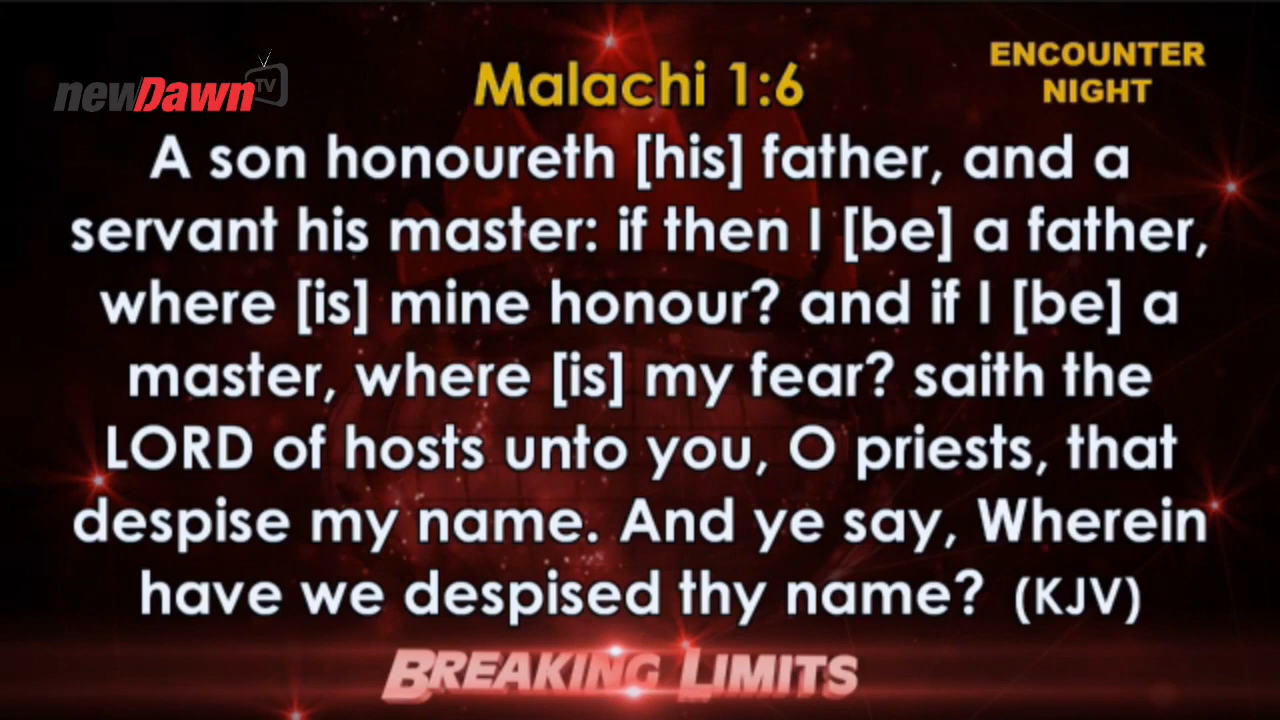 newDawn TV
ENCOUNTER
NIGHT
Malachi 1:6
A son honoureth [his] father, and a
servant his master: if then I [be] a father,
where [is] mine honour? and if I [be] a
master, where [is] my fear? saith the
LORD of hosts unto you, O priests, that
despise my name. And ye say, Wherein
have we despised thy name? (KJV)
BREAKING LIMITS